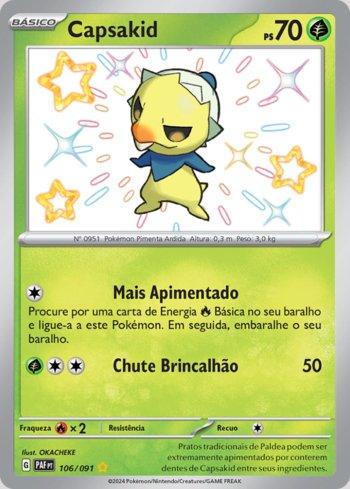 BÁSICO
Capsakid
PS 70
Nº 0951 Pokémon Pimenta Ardida Altura: 0,3 m Peso: 3,0 kg
Mais Apimentado
Procure por uma carta de Energia Básica no seu baralho
e ligue-a a este Pokémon. Em seguida, embaralhe o seu
baralho.
Chute Brincalhão 50
Fraqueza × 2 Resistência Recuo
Ilust. OKACHEKE
G PAF PT 106/091
Pratos tradicionais de Paldea podem ser
extremamente apimentados por conterem
dentes de Capsakid entre seus ingredientes.
©2024 Pokémon/Nintendo/Creatures/GAME FREAK